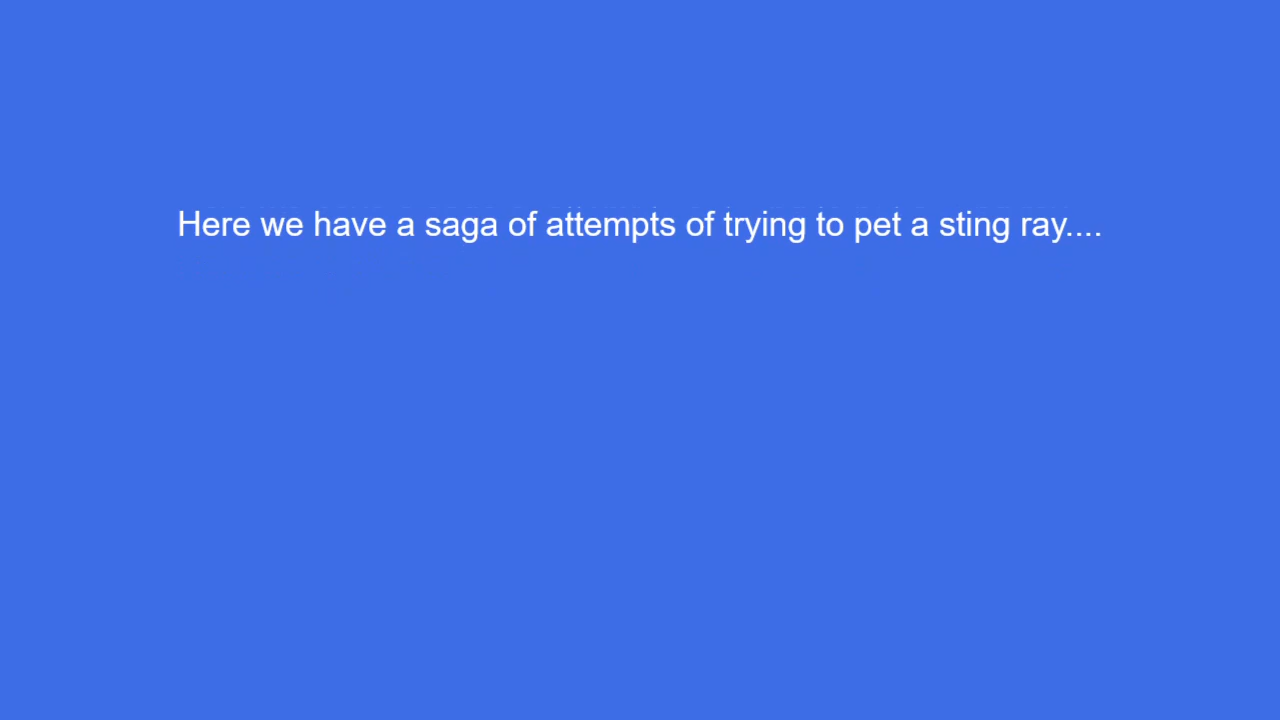 Here we have a saga of attempts of trying to pet a sting ray....